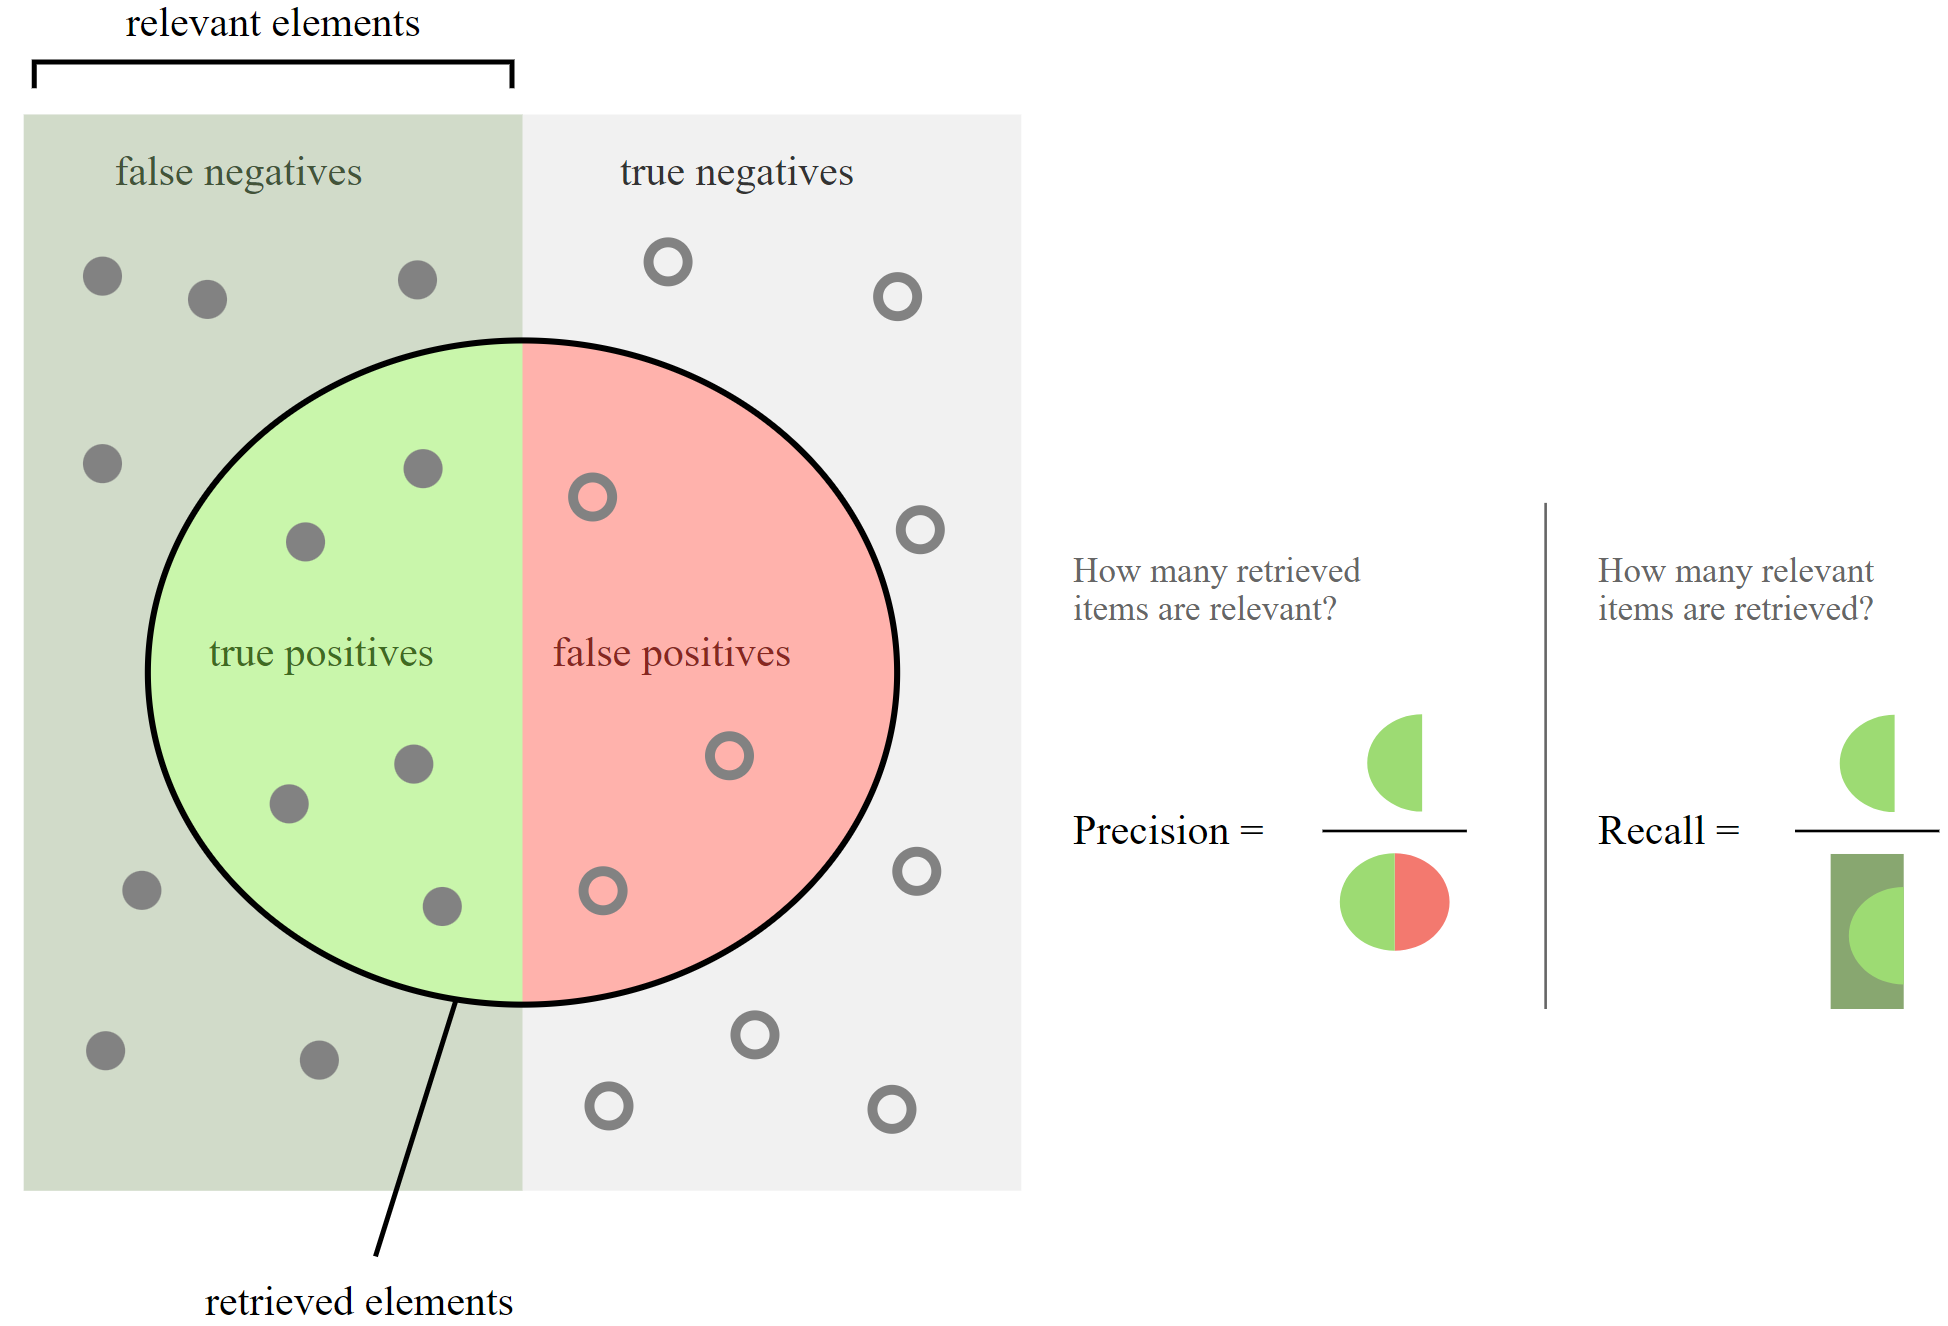 relevant elements
false negatives
true negatives
true positives
false positives
retrieved elements
How many retrieved
items are relevant?
Precision =
How many relevant
items are retrieved?
Recall =